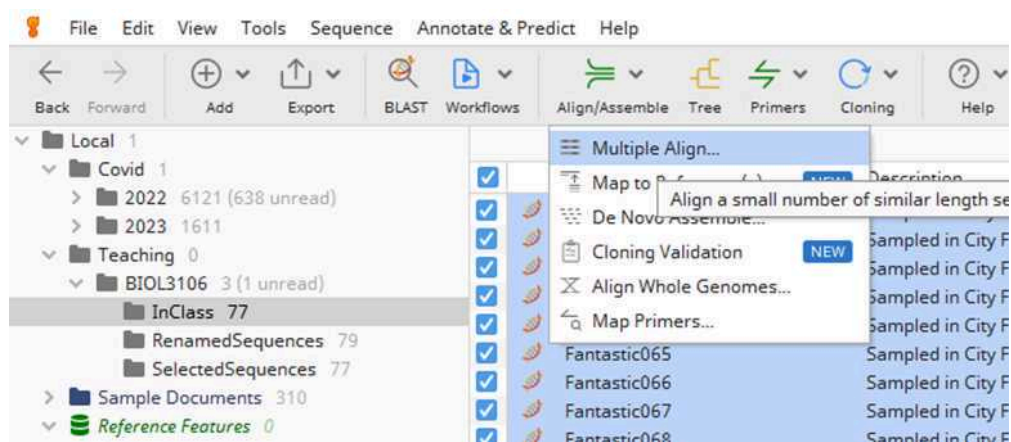 File Edit View Tools Sequence Annotate & Predict Help
Back Forward Add Export BLAST Workflows Align/Assemble Tree Primers Cloning Help
Local 1
Covid 1
2022 6121 (638 unread)
2023 1611
Teaching 0
BIOL3106 3 (1 unread)
InClass 77
RenamedSequences 79
SelectedSequences 77
Sample Documents 310
Reference Features 0
Multiple Align...
Map to NEW
Align a small number of similar length se
De Novo Assemble...
Cloning Validation NEW
Align Whole Genomes...
Map Primers...
Description
Sampled in City F
Sampled in City F
Sampled in City F
Sampled in City F
Fantastic065 Sampled in City F
Fantastic066 Sampled in City F
Fantastic067 Sampled in City F
Fantastic068 Sampled in City F